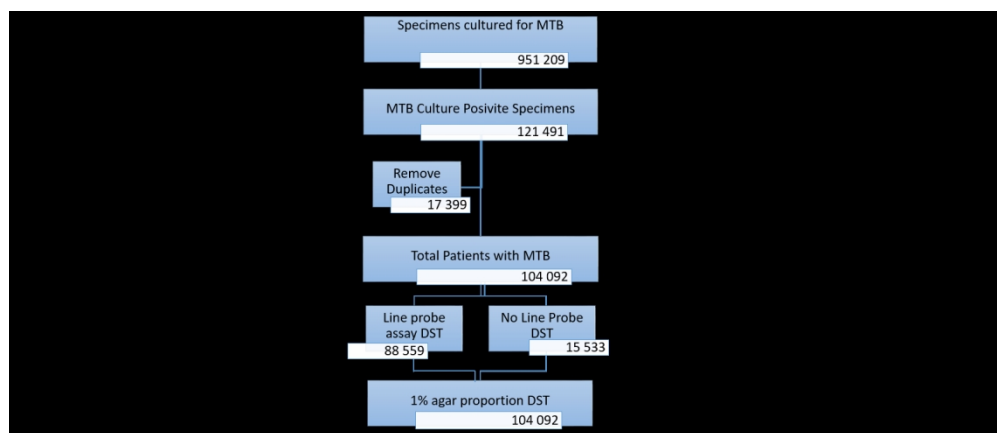 Specimens cultured for MTB
951 209
MTB Culture Posivite Specimens
121 491
Remove
Duplicates
17 399
Total Patients with MTB
104 092
Line probe
assay DST
88 559
No Line Probe
DST
15 533
1% agar proportion DST
104 092